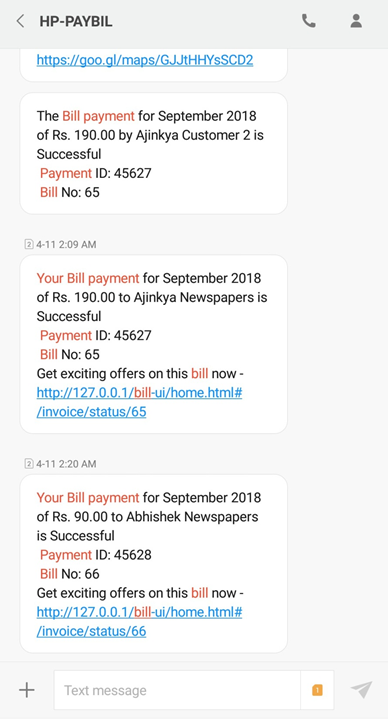 HP-PAYBIL
https://goo.gl/maps/GJJtHHYsSCD2
The Bill payment for September 2018
of Rs. 190.00 by Ajinkya Customer 2 is
Successful
Payment ID: 45627
Bill No: 65
2 4-11 2:09 AM
Your Bill payment for September 2018
of Rs. 190.00 to Ajinkya Newspapers is
Successful
Payment ID: 45627
Bill No: 65
Get exciting offers on this bill now -
http://127.0.0.1/bill-ui/home.html#
/invoice/status/65
2 4-11 2:20 AM
Your Bill payment for September 2018
of Rs. 90.00 to Abhishek Newspapers
is Successful
Payment ID: 45628
Bill No: 66
Get exciting offers on this bill now -
http://127.0.0.1/bill-ui/home.html#
/invoice/status/66
Text message
1